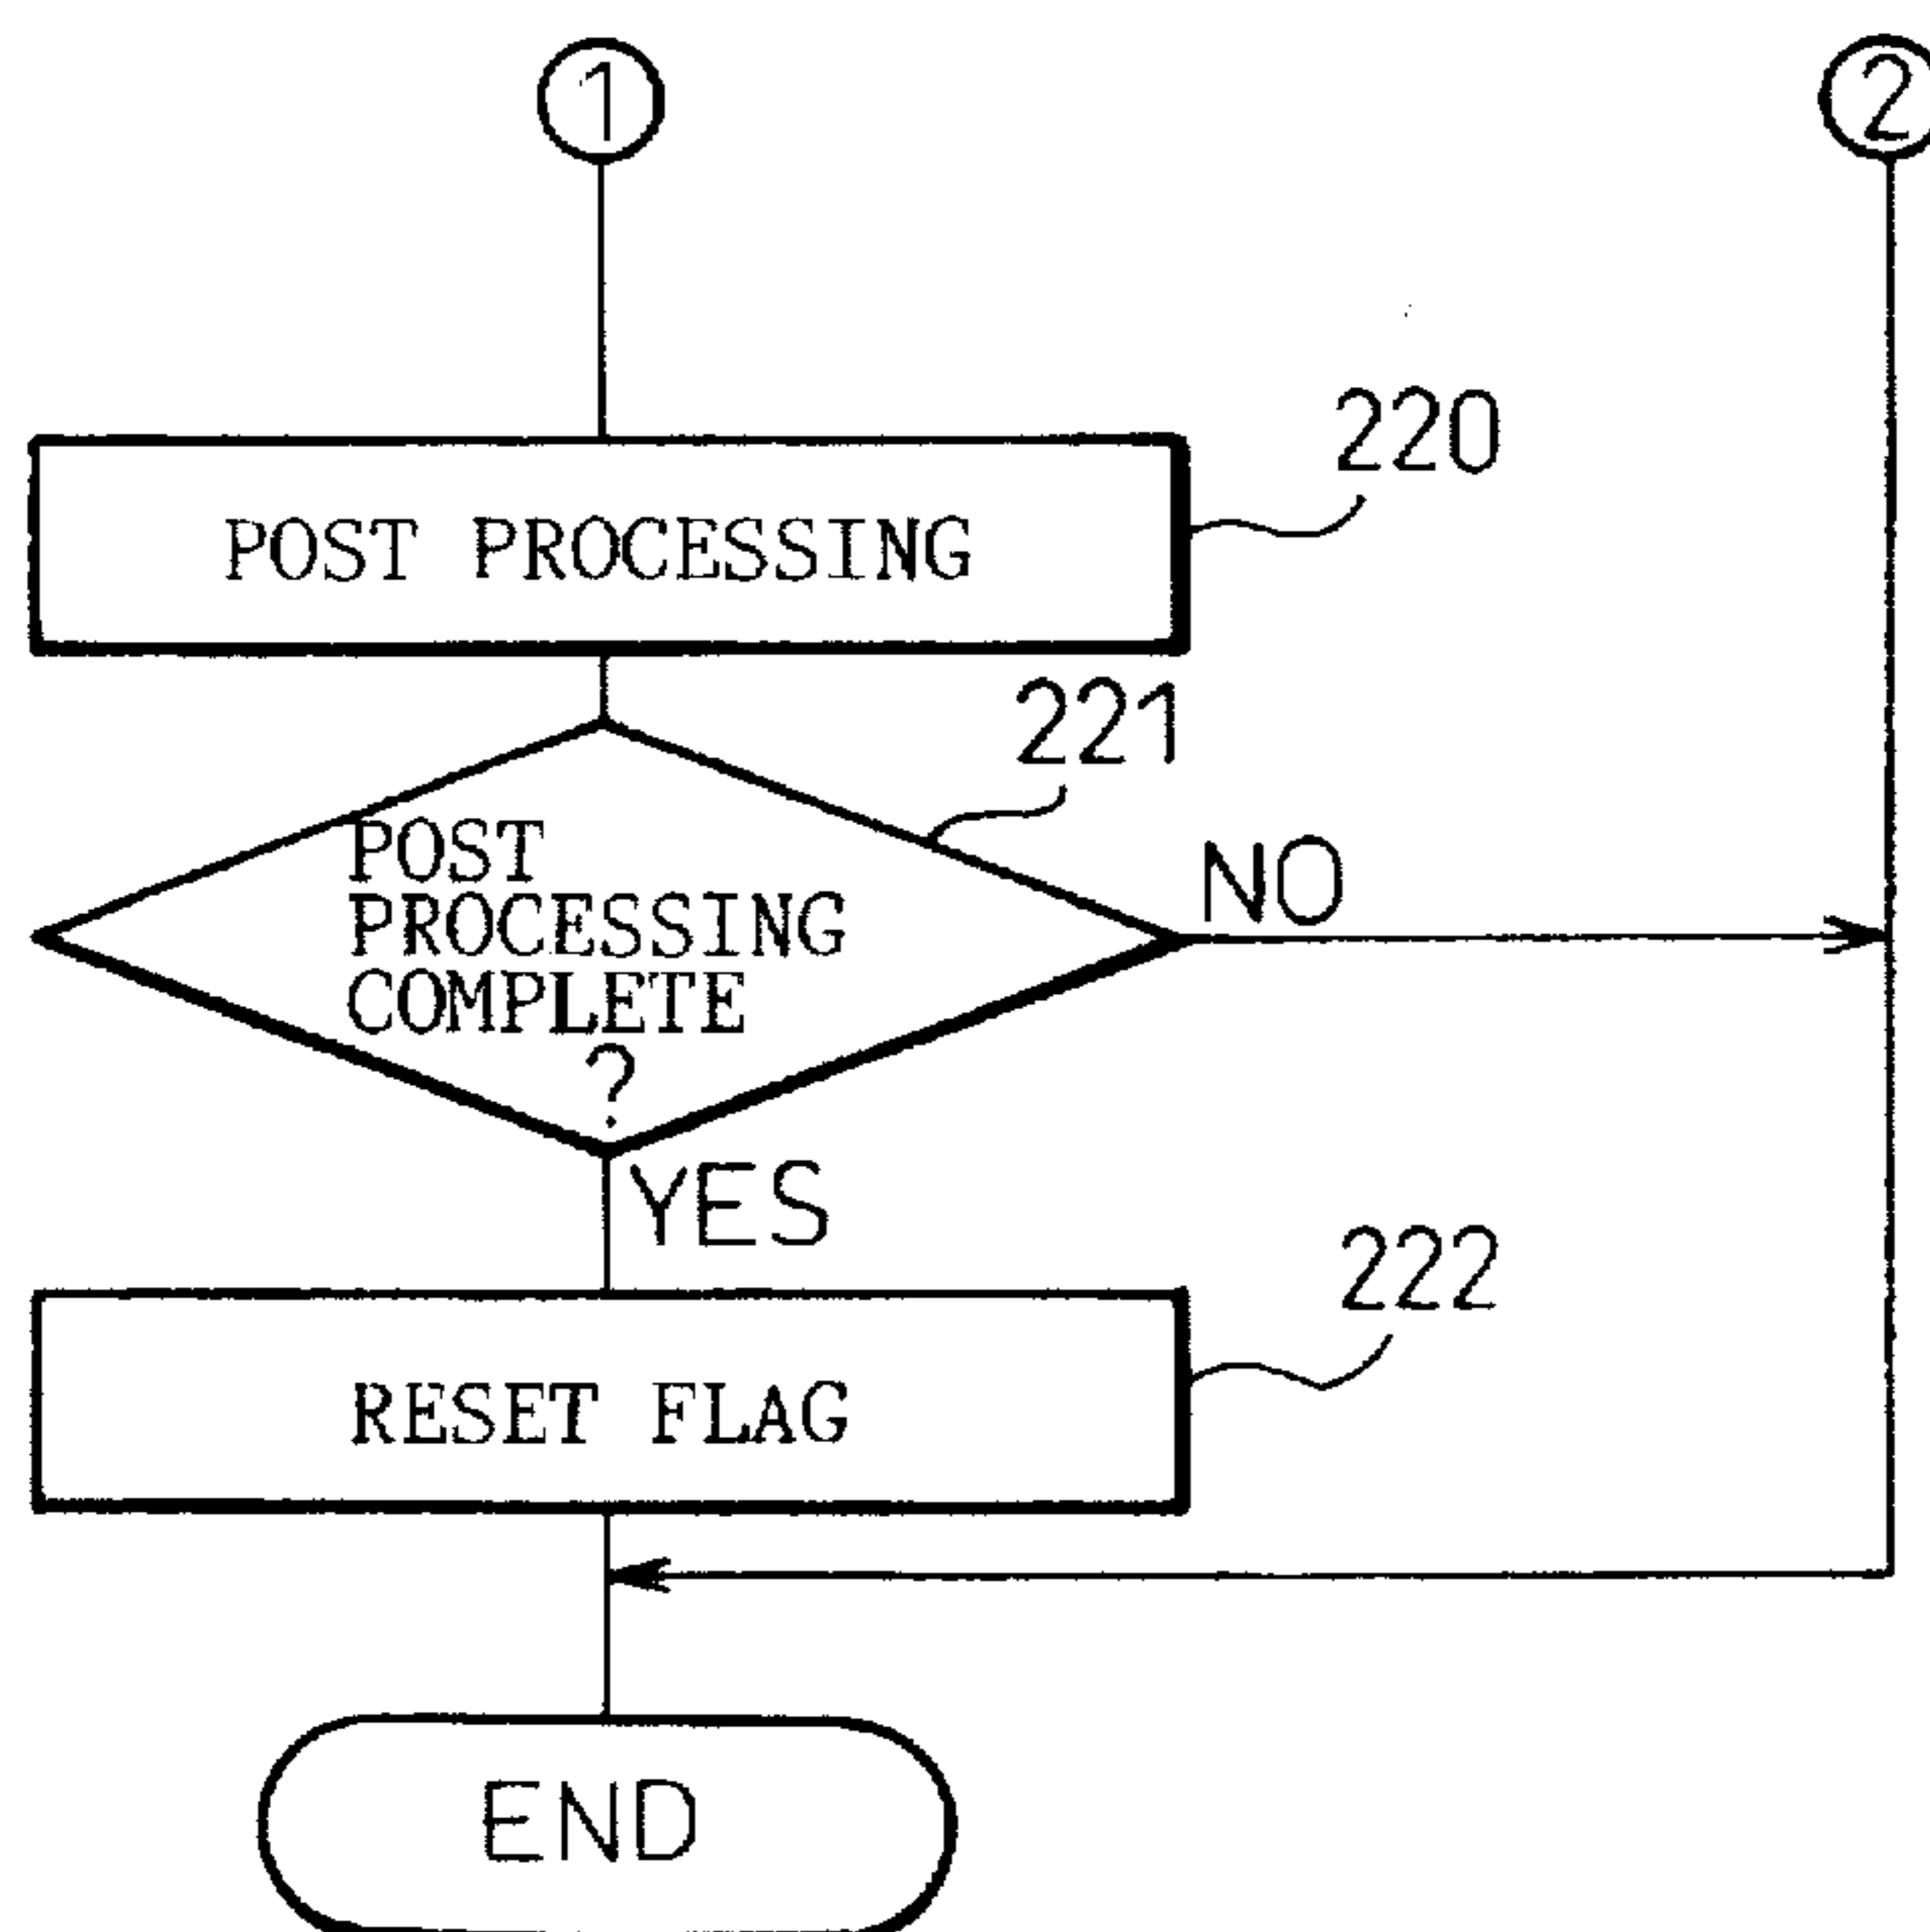 1
2
220
POST PROCESSING
221
POST
PROCESSING
COMPLETE
?
NO
YES
222
RESET FLAG
END